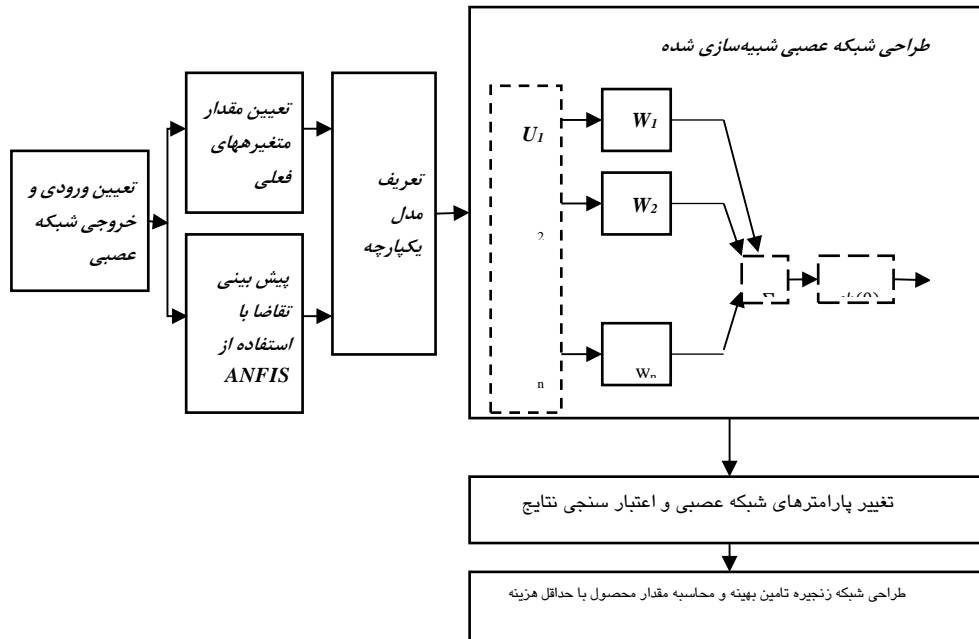 طراحی شبکه عصبی شبیه‌سازی شده
تعیین ورودی و
خروجی شبکه
عصبی
تعیین مقدار
متغیرههای
فعلی
پیش بینی
تقاضا با
استفاده از
ANFIS
تعریف
مدل
یکپارچه
U1
2
n
W1
W2
Wn
Σ
تغییر پارامترهای شبکه عصبی و اعتبار سنجی نتایج
طراحی شبکه زنجیره تامین بهینه و محاسبه مقدار محصول با حداقل هزینه